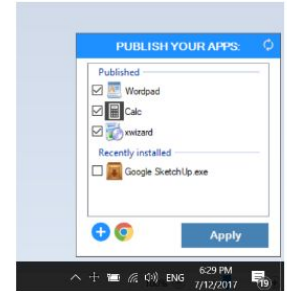 PUBLISH YOUR APPS:
Published
Wordpad
Calc
xwizard
Recently installed
Google SketchUp.exe
Apply
ENG
6:29 PM
7/12/2017
19